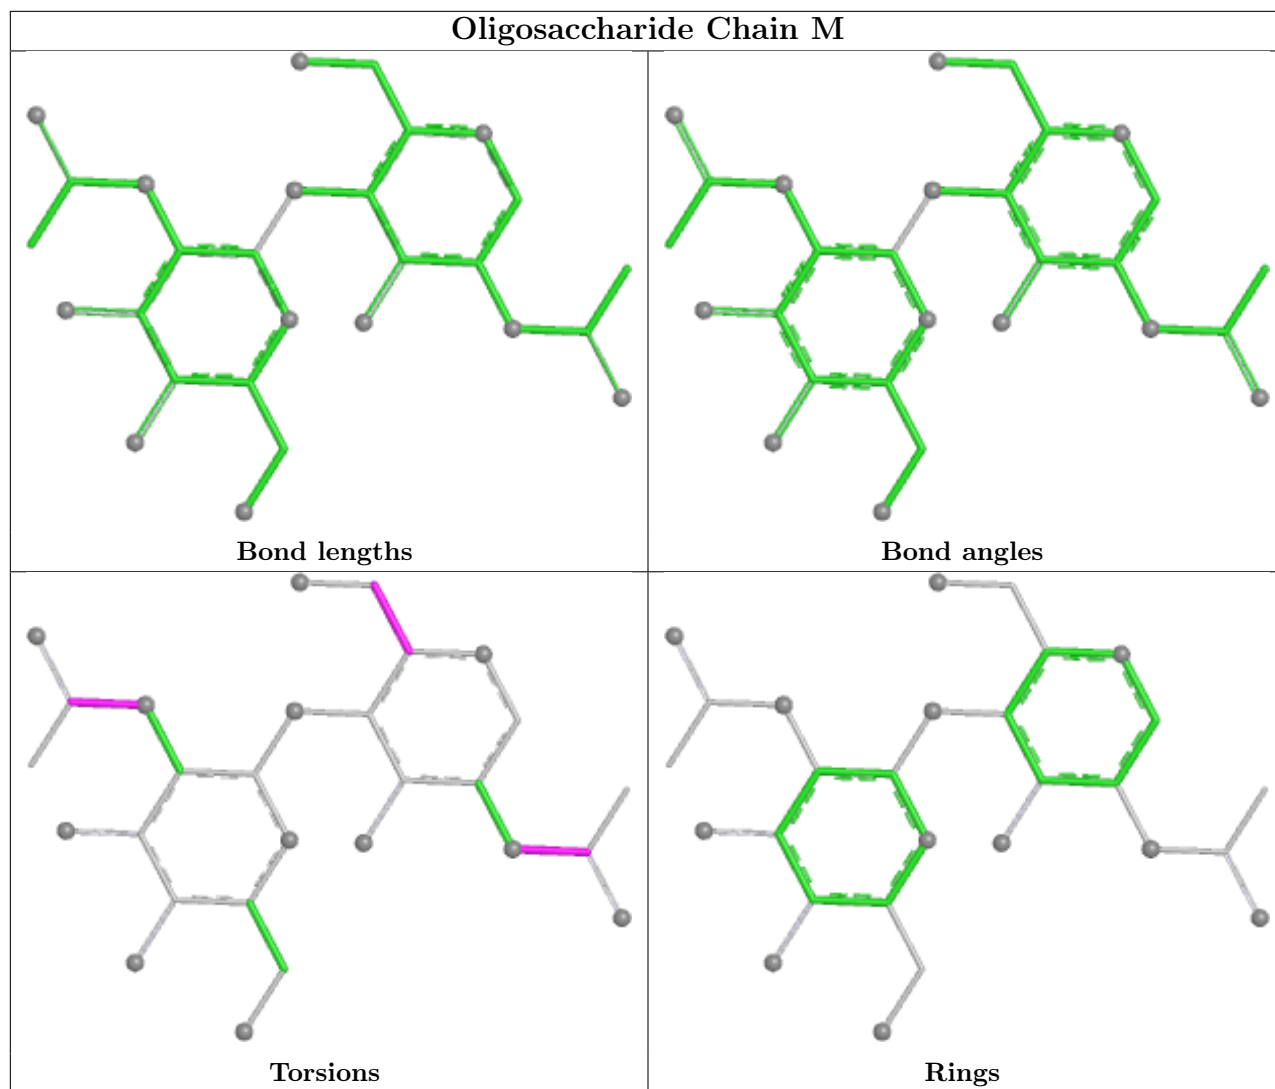 Oligosaccharide Chain M
Bond lengths
Bond angles
Torsions
Rings